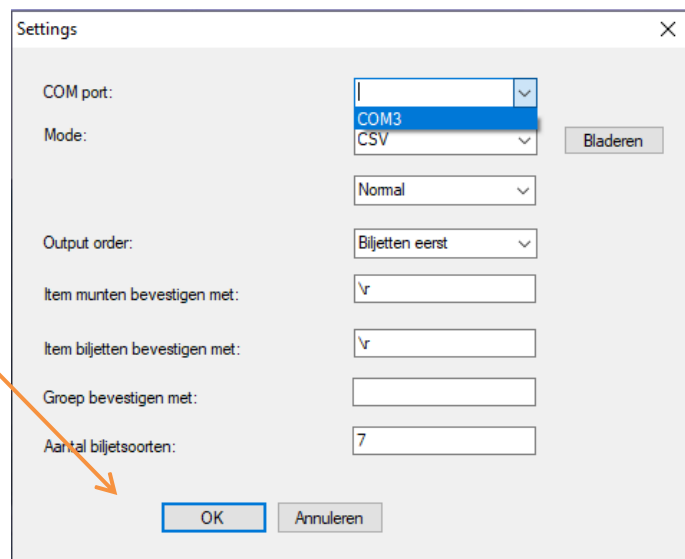 Settings
COM port:
COM3
Mode:
CSV
Bladeren
Normal
Output order:
Biljetten eerst
Item munten bevestigen met:
\r
Item biljetten bevestigen met:
\r
Groep bevestigen met:
Aantal biljetsoorten:
7
OK
Annuleren